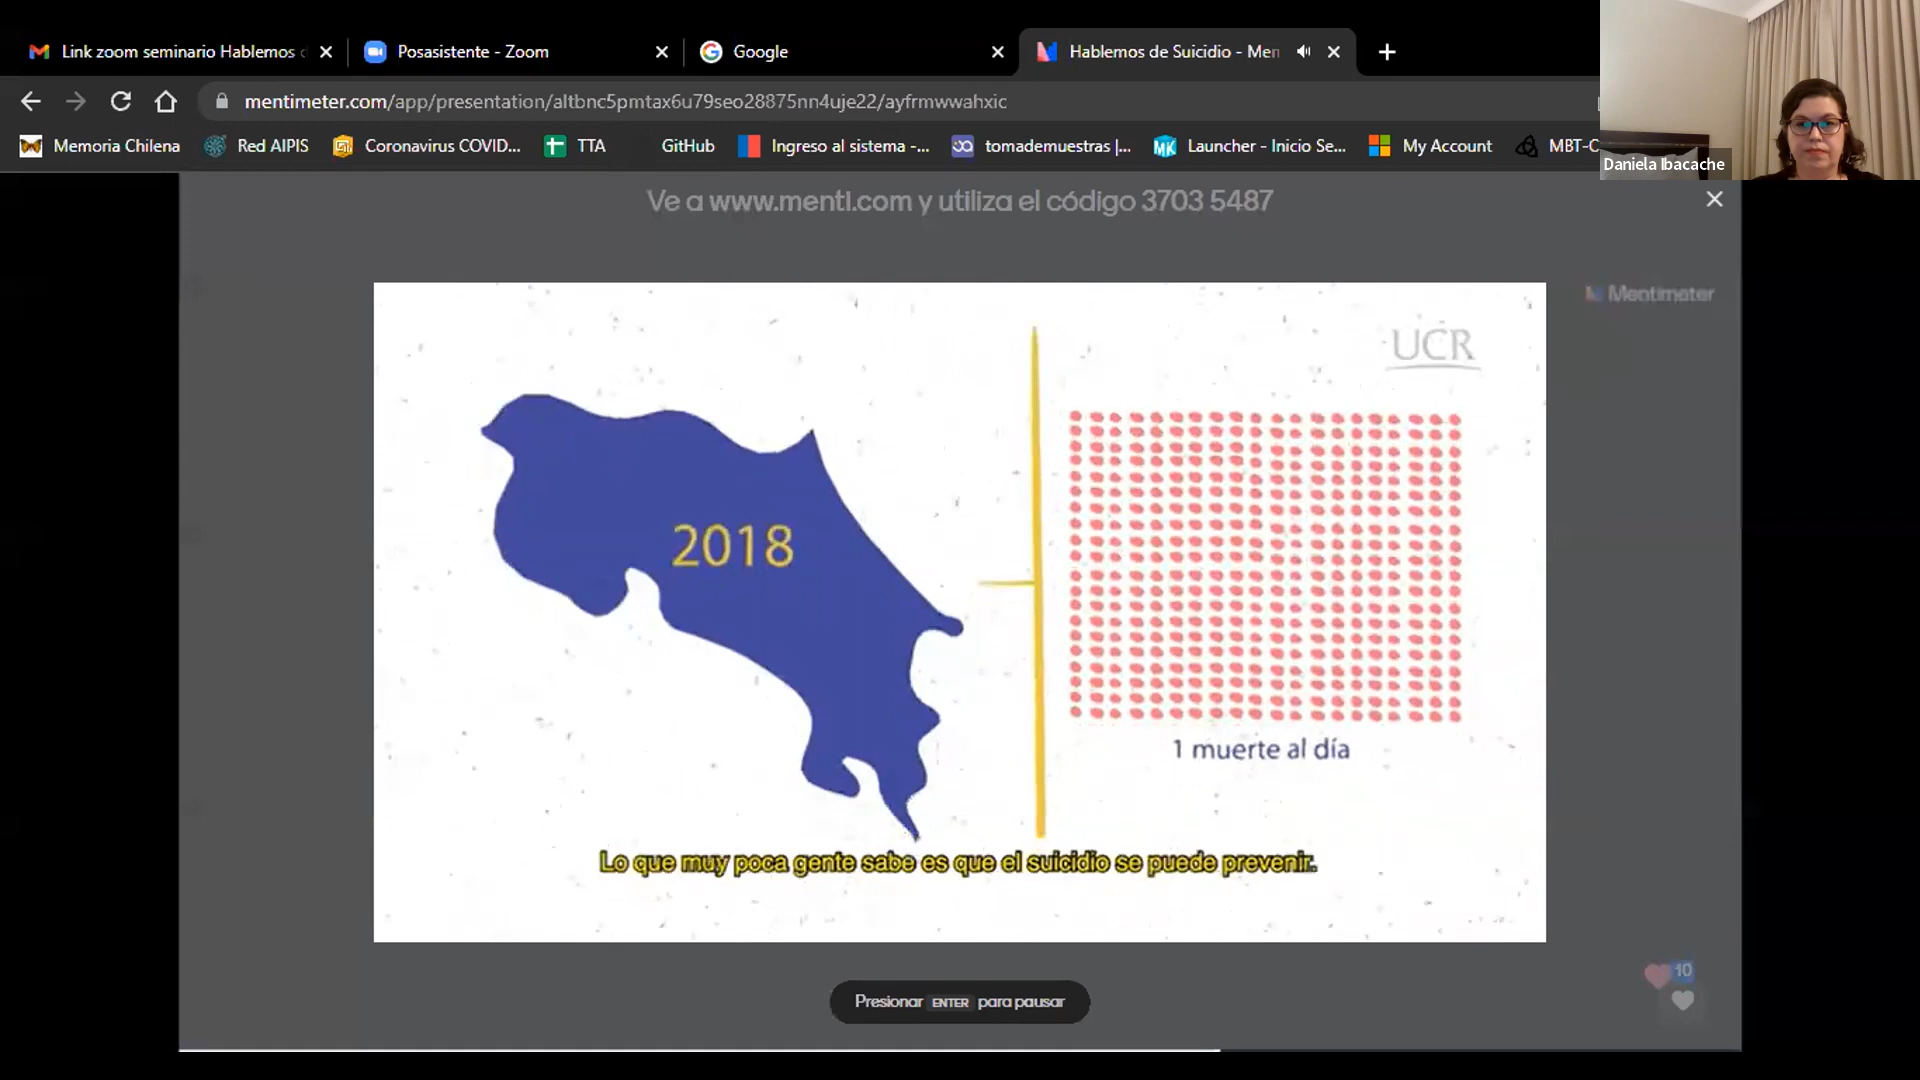 Link zoom seminario Hablemos d
Posasistente - Zoom
Google
Hablemos de Suicidio - Men
mentimeter.com/app/presentation/altbnc5pmtax6u79seo28875nn4uje22/ayfrmwwahxic
Memoria Chilena
Red AIPIS
Coronavirus COVID...
TTA
GitHub
Ingreso al sistema -...
tomademuestras |...
MK
Launcher - Inicio Se...
My Account
MBT-C
Daniela Ibacache
Ve a www.menti.com y utiliza el código 3703 5487
Mentimeter
UCR
2018
1 muerte al día
Lo que muy poca gente sabe es que el suicidio se puede prevenir.
10
Presionar ENTER para pausar